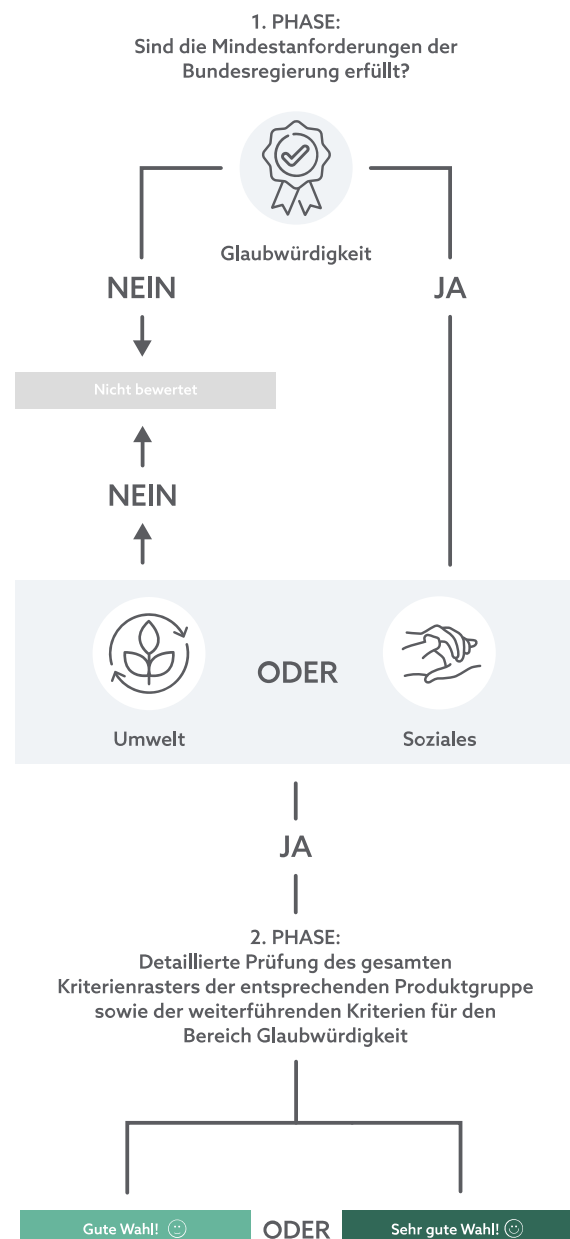 1. PHASE:
Sind die Mindestanforderungen der
Bundesregierung erfüllt?
Glaubwürdigkeit
NEIN
JA
Nicht bewertet
NEIN
ODER
Umwelt
Soziales
JA
2. PHASE:
Detaillierte Prüfung des gesamten
Kriterienrasters der entsprechenden Produktgruppe
sowie der weiterführenden Kriterien für den
Bereich Glaubwürdigkeit
Gute Wahl!
ODER
Sehr gute Wahl!